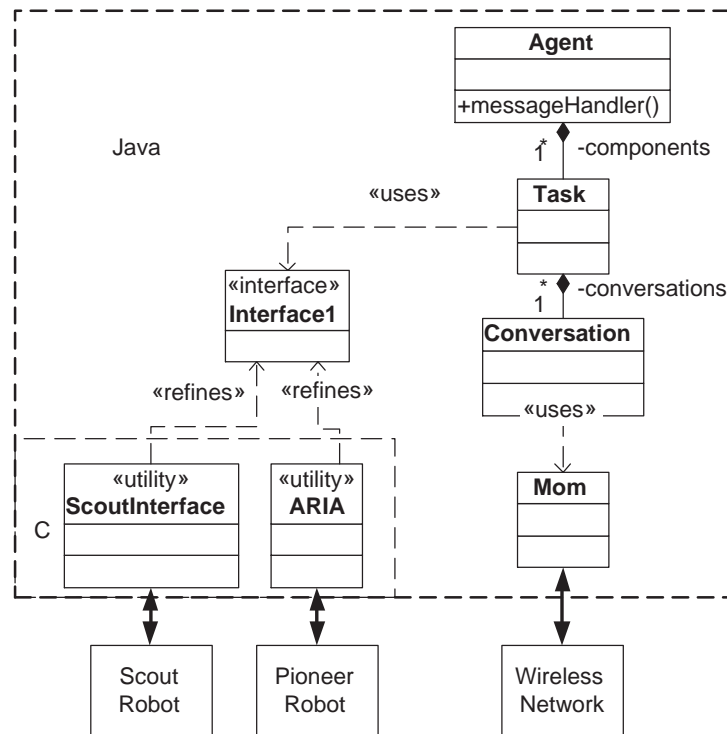 Agent
+messageHandler()
Java
*
1
-components
«uses»
Task
«interface»
Interface1
*
1
-conversations
Conversation
«refines»
«refines»
«uses»
«utility»
ScoutInterface
«utility»
ARIA
Mom
C
Scout
Robot
Pioneer
Robot
Wireless
Network